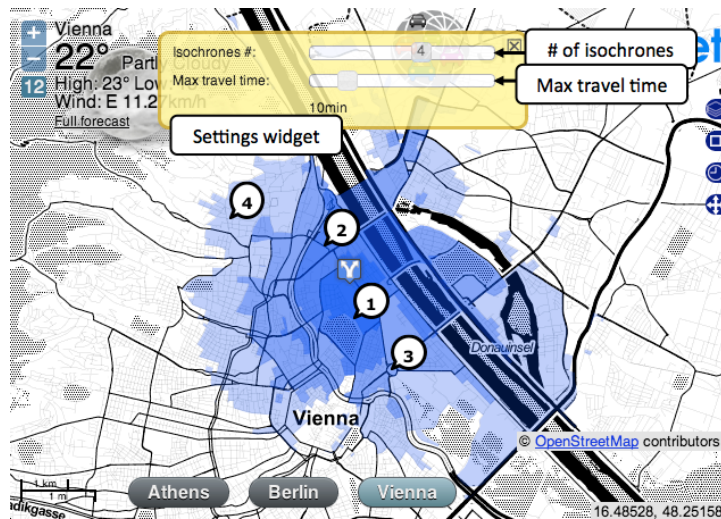 +
−
12
Vienna
22°
Partly Cloudy
High: 23° Low:
Wind: E 11.27km/h
Full forecast
Isochrones #:
4
# of isochrones
Max travel time:
Max travel time
10min
Settings widget
4
2
1
3
Donauinsel
Vienna
© OpenStreetMap contributors
1 km
1 mi
Athens
Berlin
Vienna
16.48528, 48.25158